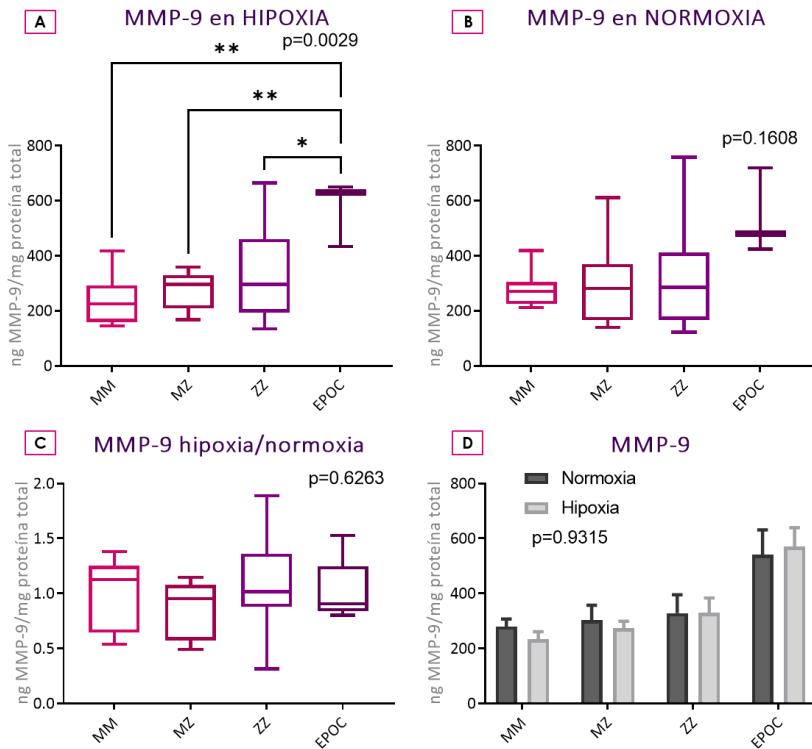 A
MMP-9 en HIPOXIA
p=0.0029
**
**
*
ng MMP-9/mg proteína total
800
600
400
200
0
MM
MZ
ZZ
EPOC
B
MMP-9 en NORMOXIA
p=0.1608
ng MMP-9/mg proteína total
800
600
400
200
0
MM
MZ
ZZ
EPOC
C
MMP-9 hipoxia/normoxia
p=0.6263
ng MMP-9/mg proteína total
2.0
1.5
1.0
0.5
0.0
MM
MZ
ZZ
EPOC
D
MMP-9
Normoxia
Hipoxia
p=0.9315
ng MMP-9/mg proteína total
800
600
400
200
0
MM
MZ
ZZ
EPOC